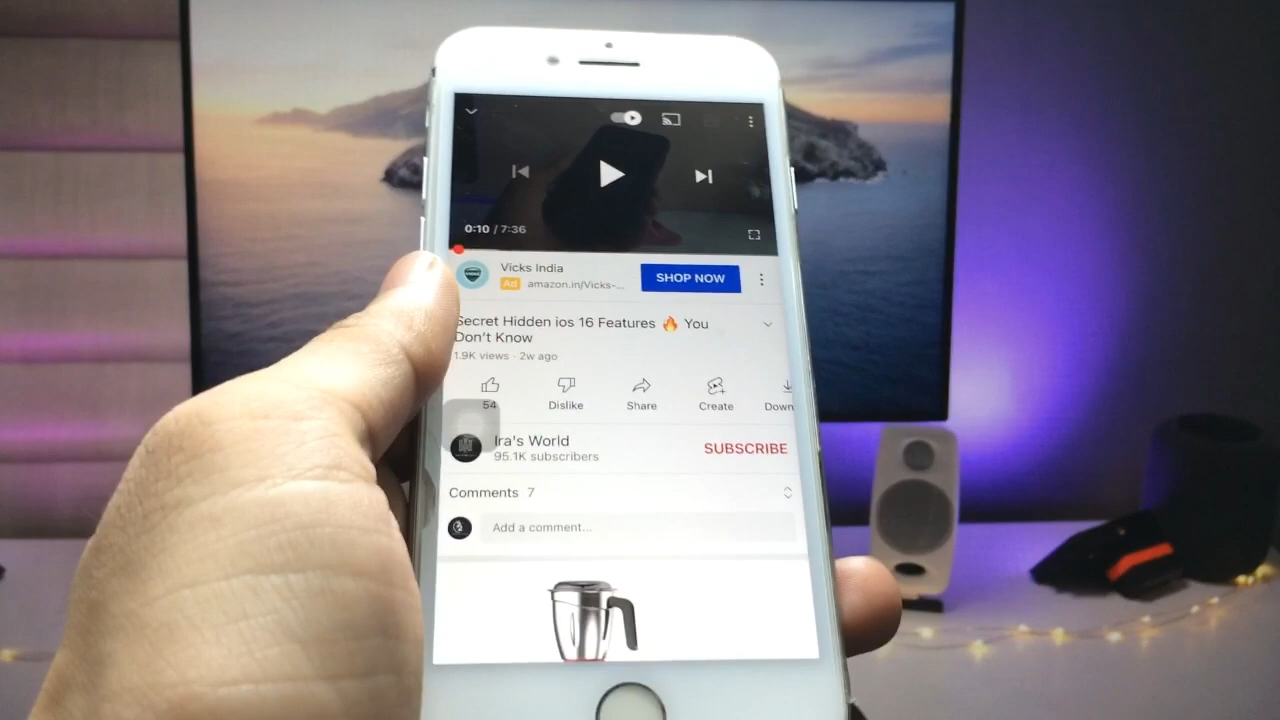 0:10 / 7:36
Vicks India
SHOP NOW
Ad amazon.in/Vicks-...
Secret Hidden ios 16 Features 🔥 You
Don't Know
1.9K views · 2w ago
54
Dislike
Share
Create
Down
Ira's World
95.1K subscribers
SUBSCRIBE
Comments 7
Add a comment...